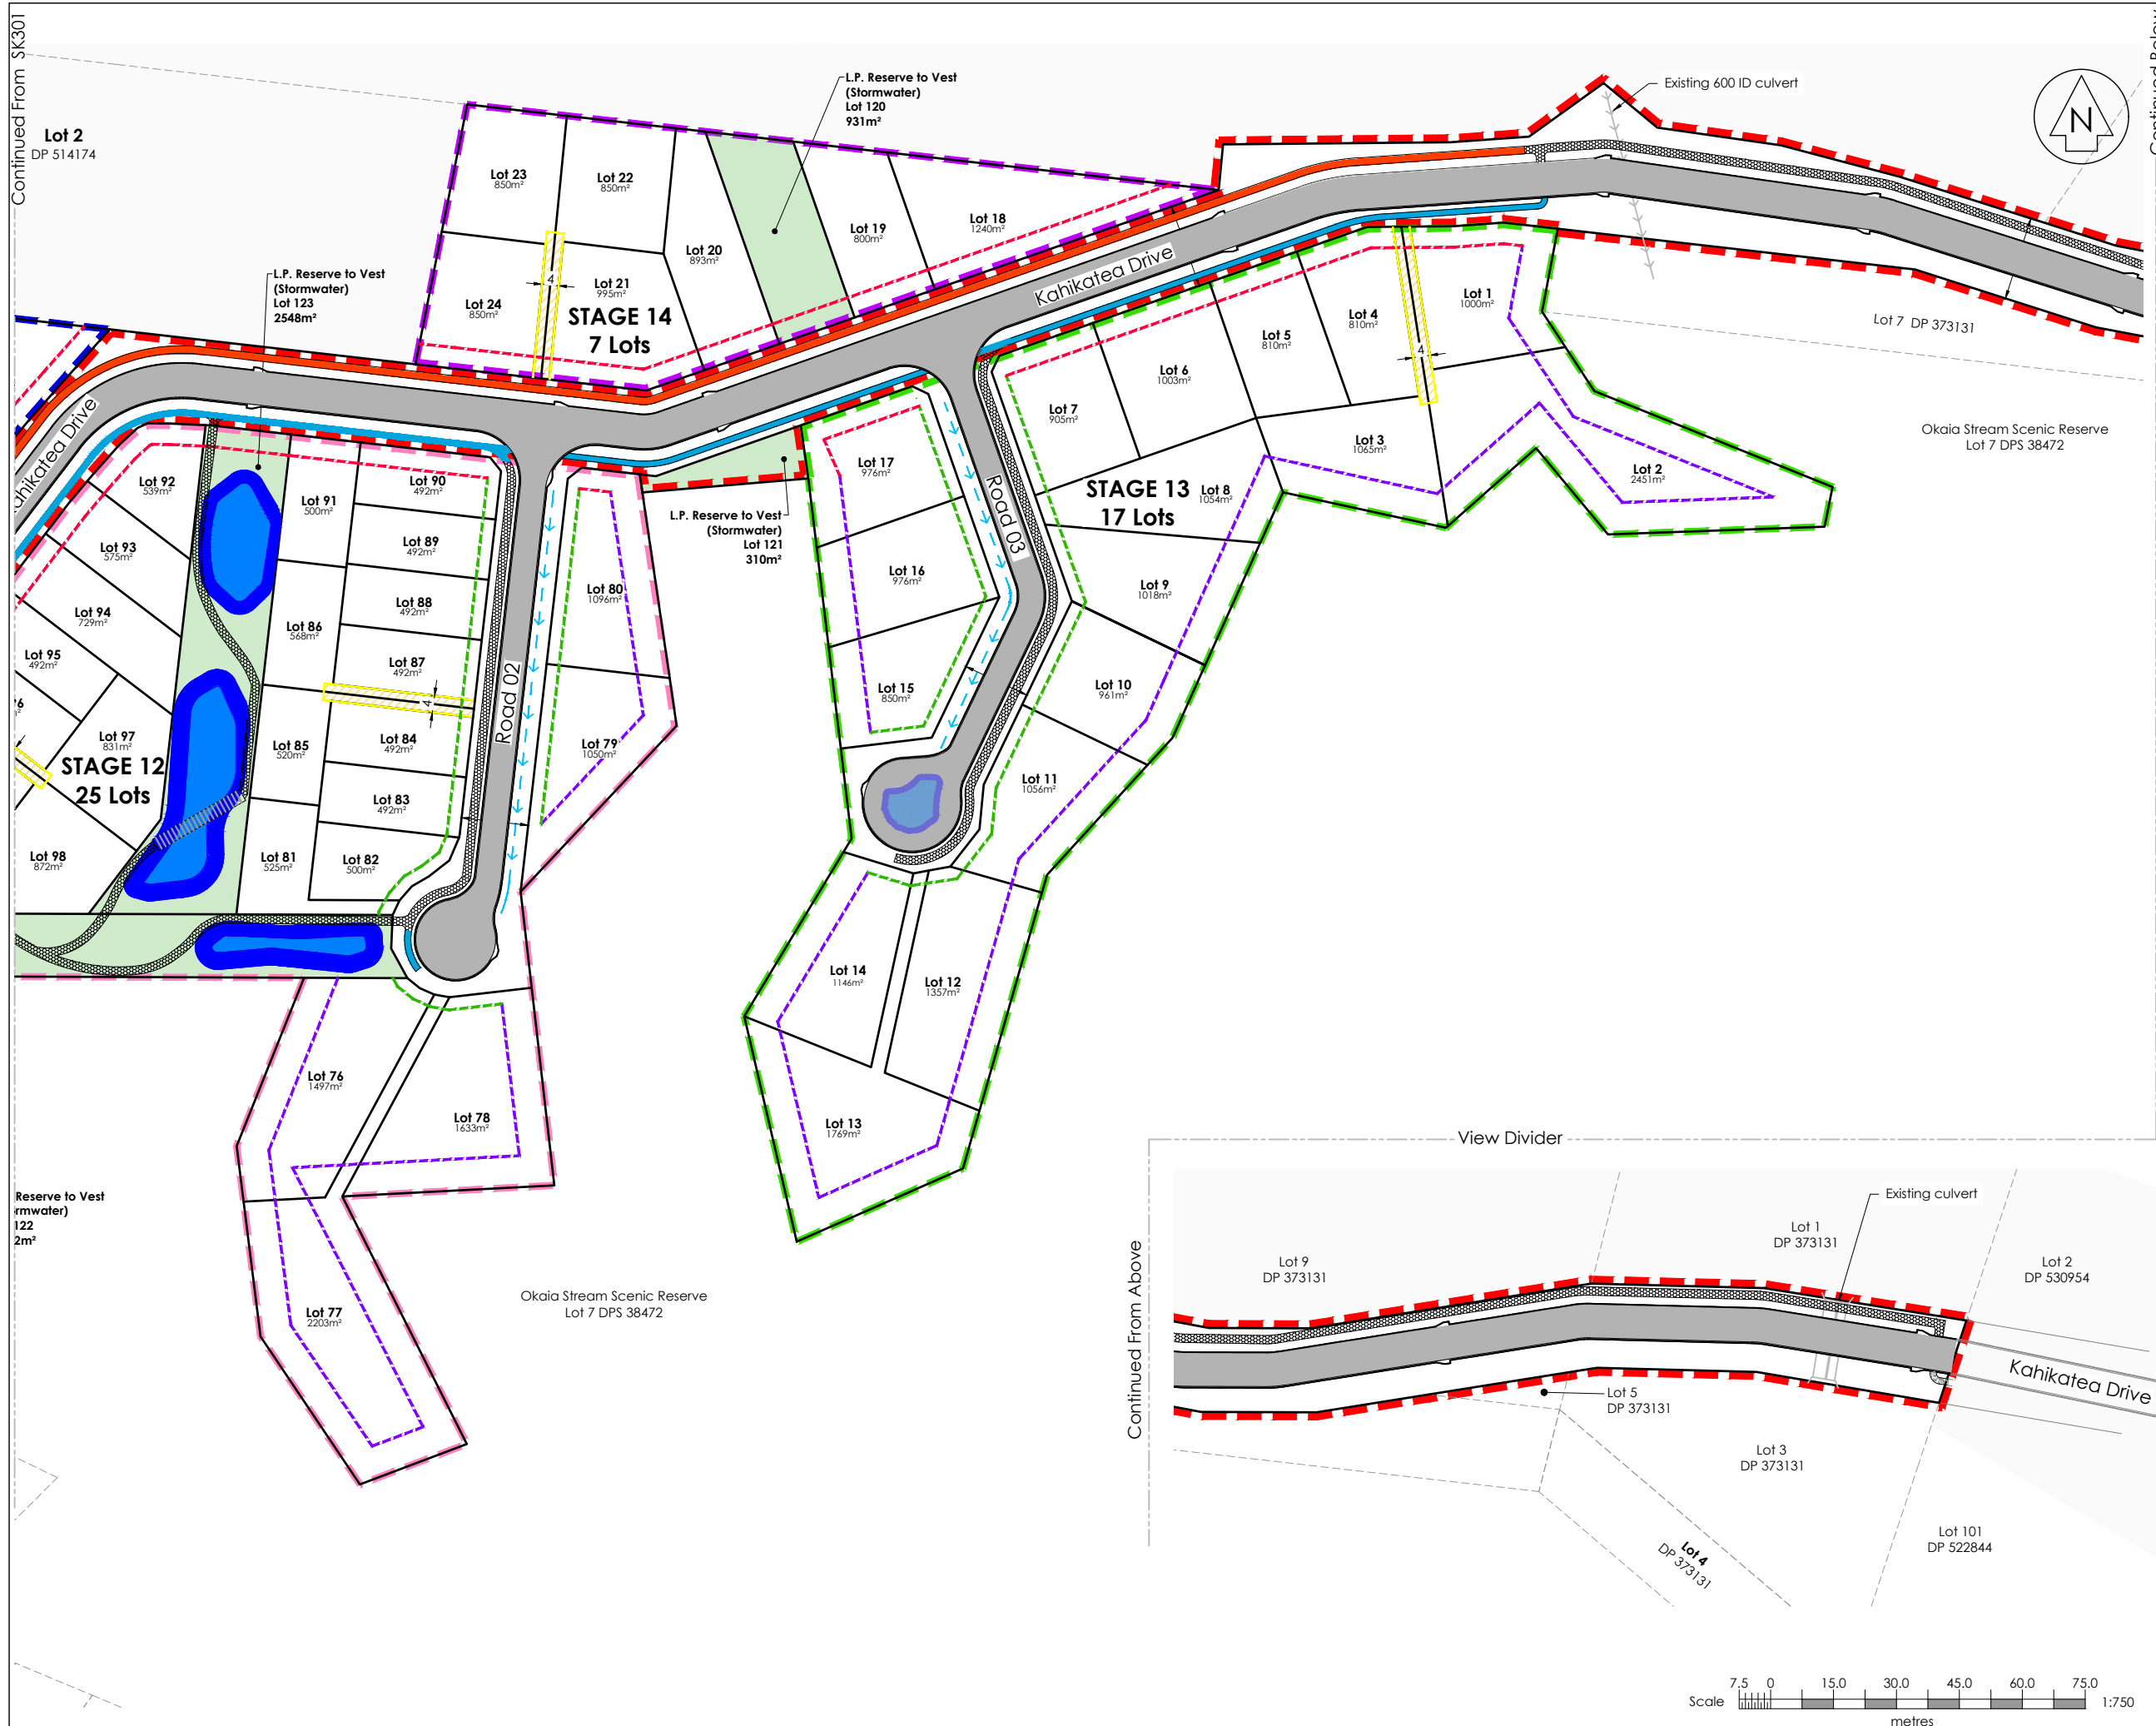 Continued From SK301
Lot 2
DP 514174
L.P. Reserve to Vest
(Stormwater)
Lot 120
931m²
Existing 600 ID culvert
N
Continued Below
Lot 23
850m²
Lot 22
850m²
Lot 20
893m²
Lot 19
800m²
Lot 18
1240m²
L.P. Reserve to Vest
(Stormwater)
Lot 123
2548m²
Lot 24
850m²
4
Lot 21
995m²
STAGE 14
7 Lots
Kahikatea Drive
Lot 1
1000m²
Lot 4
810m²
Lot 5
810m²
4
Lot 6
1003m²
Lot 7
905m²
Lot 7 DP 373131
Okaia Stream Scenic Reserve
Lot 7 DPS 38472
Lot 3
1065m²
Lot 2
2451m²
Kahikatea Drive
Lot 92
539m²
Lot 91
500m²
Lot 90
492m²
Lot 93
575m²
Lot 89
492m²
Lot 88
492m²
Lot 94
729m²
Lot 86
568m²
Lot 87
492m²
Lot 95
492m²
4
Lot 97
831m²
STAGE 12
25 Lots
Lot 85
520m²
Lot 84
492m²
Lot 83
492m²
Lot 98
872m²
Lot 81
525m²
Lot 82
500m²
Road 02
Lot 80
1096m²
Lot 79
1050m²
L.P. Reserve to Vest
(Stormwater)
Lot 121
310m²
Lot 17
976m²
Lot 16
976m²
Lot 15
850m²
Road 03
STAGE 13
17 Lots
Lot 8
1054m²
Lot 9
1018m²
Lot 10
961m²
Lot 11
1056m²
Lot 14
1146m²
Lot 12
1357m²
Lot 13
1769m²
Lot 76
1497m²
Lot 78
1633m²
Lot 77
2203m²
Reserve to Vest
rmwater)
122
2m²
Okaia Stream Scenic Reserve
Lot 7 DPS 38472
View Divider
Continued From Above
Existing culvert
Lot 9
DP 373131
Lot 1
DP 373131
Lot 2
DP 530954
Kahikatea Drive
Lot 5
DP 373131
Lot 3
DP 373131
Lot 4
DP 373131
Lot 101
DP 522844
Scale 7.5 0 15.0 30.0 45.0 60.0 75.0 1:750
metres